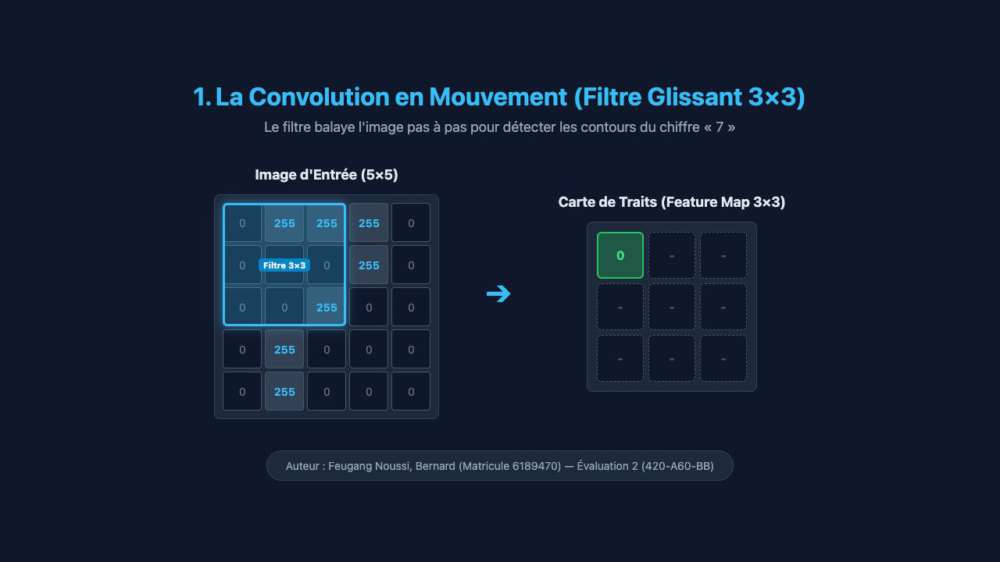 1. La Convolution en Mouvement (Filtre Glissant 3×3)
Le filtre balaye l'image pas à pas pour détecter les contours du chiffre « 7 »
Image d'Entrée (5×5)
0 255 255 255 0
0 Filtre 3×3 0 255 0
0 0 255 0 0
0 255 0 0 0
0 255 0 0 0
➔
Carte de Traits (Feature Map 3×3)
0 - -
- - -
- - -
Auteur : Feugang Noussi, Bernard (Matricule 6189470) — Évaluation 2 (420-A60-BB)